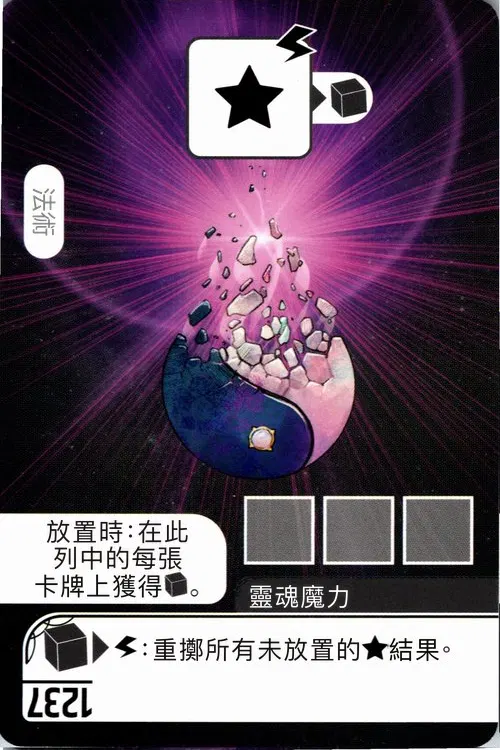 法術
放置時：在此
列中的每張
卡牌上獲得。
靈魂魔力
：重擲所有未放置的★結果。
1237